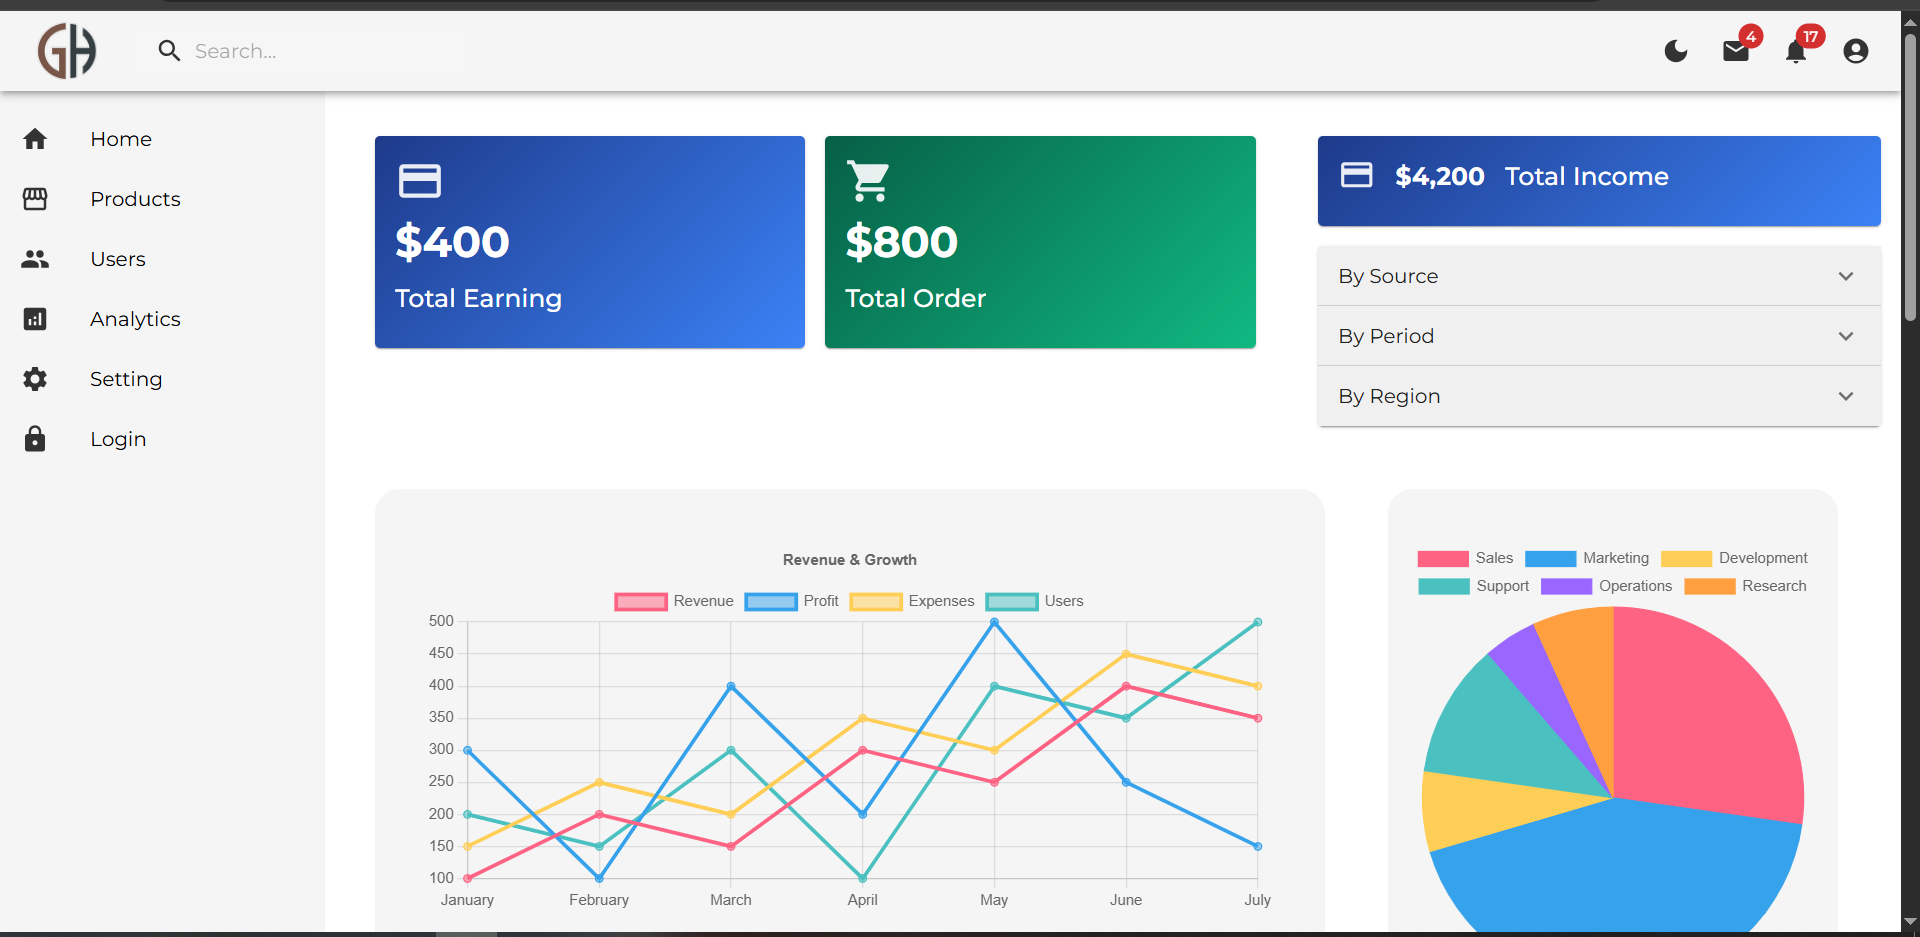 GH
Search...
4
17
Home
Products
Users
Analytics
Setting
Login
$400
Total Earning
$800
Total Order
$4,200 Total Income
By Source
By Period
By Region
Revenue & Growth
Revenue Profit Expenses Users
500
450
400
350
300
250
200
150
100
January February March April May June July
Sales Marketing Development
Support Operations Research